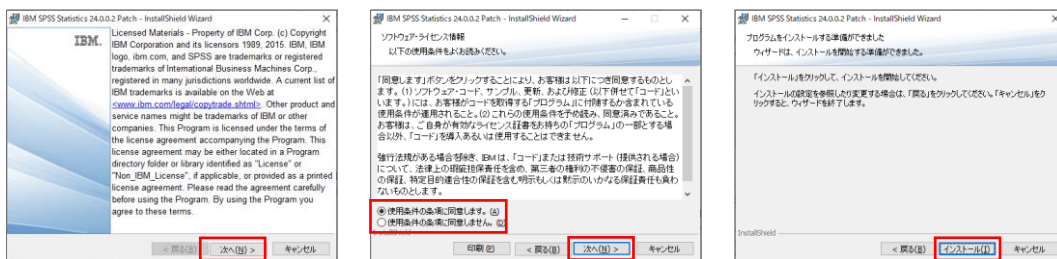 IBM SPSS Statistics 24.0.0.2 Patch - InstallShield Wizard
IBM.
Licensed Materials - Property of IBM Corp. (c) Copyright
IBM Corporation and its licensors 1989, 2015. IBM, IBM
logo, ibm.com, and SPSS are trademarks or registered
trademarks of International Business Machines Corp.,
registered in many jurisdictions worldwide. A current list of
IBM trademarks is available on the Web at
<www.ibm.com/legal/copytrade.shtml>. Other product and
service names might be trademarks of IBM or other
companies. This Program is licensed under the terms of
the license agreement accompanying the Program. This
license agreement may be either located in a Program
directory folder or library identified as "License" or
"Non_IBM_License", if applicable, or provided as a printed
license agreement. Please read the agreement carefully
before using the Program. By using the Program you
agree to these terms.
< 戻る(B) 次へ(N) > キャンセル
IBM SPSS Statistics 24.0.0.2 Patch - InstallShield Wizard
ソフトウェア・ライセンス情報
以下の使用条件をよくお読みください。
「同意します」ボタンをクリックすることにより、お客様は以下につき同意するものとし
ます。(1)ソフトウェア・コード、サンプル、更新、および修正 (以下併せて「コード」とい
います。)には、お客様がコードを取得する「プログラム」に付随するか含まれている
使用条件が適用されること。(2)これらの使用条件を予め読み、同意済みであること。
お客様は、ご自身が有効なライセンス証書をお持ちの「プログラム」の一部とする場
合以外、「コード」を導入あるいは使用することはできません。
強行法規がある場合を除き、IBM は、「コード」または技術サポート (提供される場合)
について、法律上の瑕疵担保責任を含め、第三者の権利の不侵害の保証、商品性
の保証、特定目的適合性の保証を含む明示もしくは黙示のいかなる保証責任も負わ
ないものとします。
使用条件の条項に同意します。(A)
使用条件の条項に同意しません。(D)
InstallShield
印刷(P) < 戻る(B) 次へ(N) > キャンセル
IBM SPSS Statistics 24.0.0.2 Patch - InstallShield Wizard
プログラムをインストールする準備ができました
ウィザードは、インストールを開始する準備ができました。
「インストール」をクリックして、インストールを開始してください。
インストールの設定を参照したり変更する場合は、「戻る」をクリックしてください。「キャンセル」をク
リックすると、ウィザードを終了します。
InstallShield
< 戻る(B) インストール(I) キャンセル